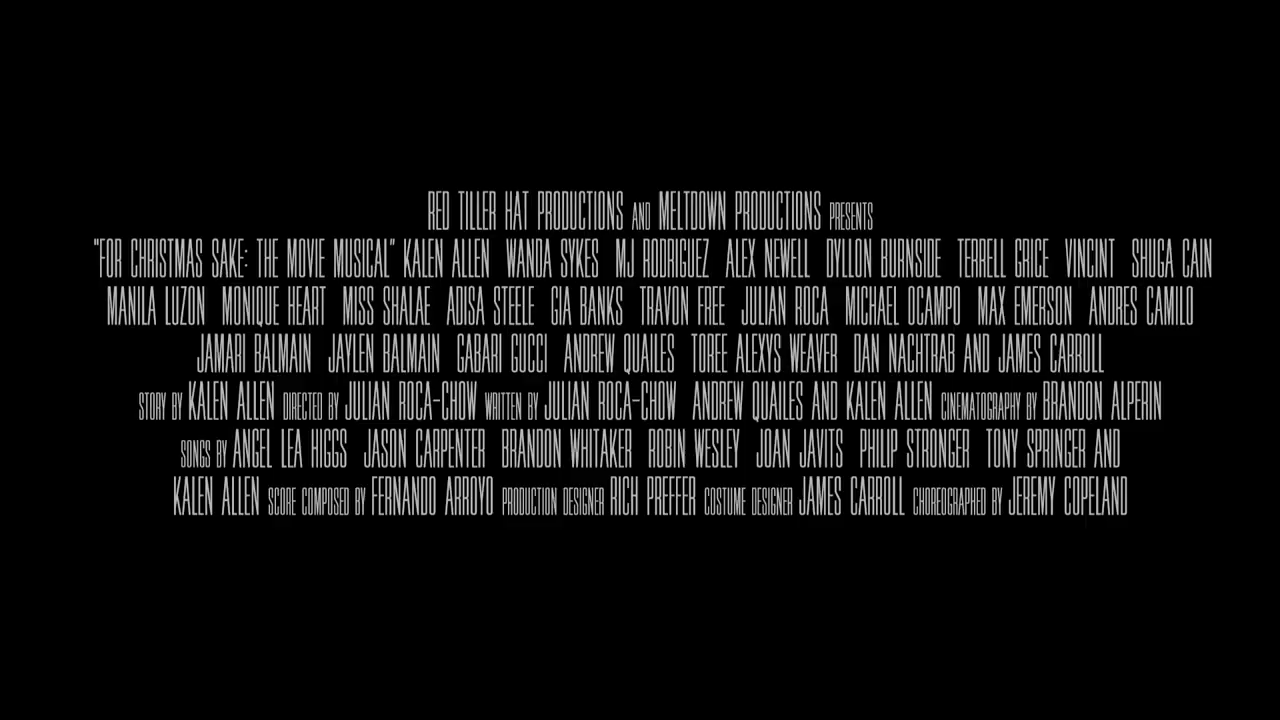 RED TILLER HAT PRODUCTIONS AND MELTDOWN PRODUCTIONS PRESENTS
"FOR CHRISTMAS SAKE: THE MOVIE MUSICAL" KALEN ALLEN WANDA SYKES MJ RODRIGUEZ ALEX NEWELL DYLLON BURNSIDE TERRELL GRICE VINCINT SHUGA CAIN
MANILA LUZON MONIQUE HEART MISS SHALAE ADISA STEELE GIA BANKS TRAVON FREE JULIAN ROCA MICHAEL OCAMPO MAX EMERSON ANDRES CAMILO
JAMARI BALMAIN JAYLEN BALMAIN GABARI GUCCI ANDREW QUAILES TOREE ALEXYS WEAVER DAN NACHTRAB AND JAMES CARROLL
STORY BY KALEN ALLEN DIRECTED BY JULIAN ROCA-CHOW WRITTEN BY JULIAN ROCA-CHOW ANDREW QUAILES AND KALEN ALLEN CINEMATOGRAPHY BY BRANDON ALPERIN
SONGS BY ANGEL LEA HIGGS JASON CARPENTER BRANDON WHITAKER ROBIN WESLEY JOAN JAVITS PHILIP STRONGER TONY SPRINGER AND
KALEN ALLEN SCORE COMPOSED BY FERNANDO ARROYO PRODUCTION DESIGNER RICH PREFFER COSTUME DESIGNER JAMES CARROLL CHOREOGRAPHED BY JEREMY COPELAND